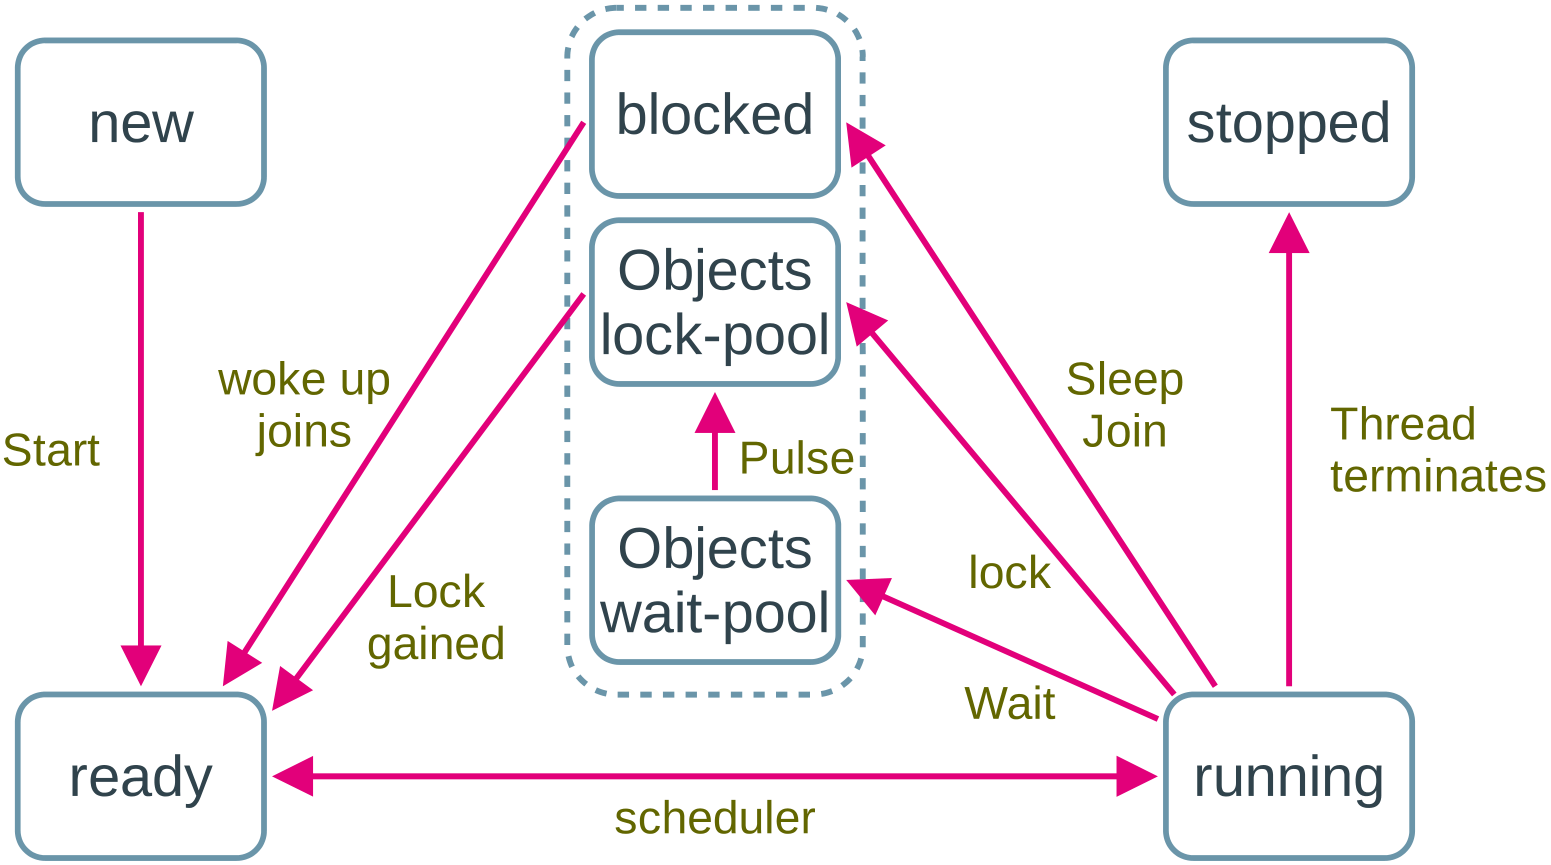 new
blocked
stopped
Objects
lock-pool
woke up
joins
Sleep
Join
Start
Pulse
Thread
terminates
Objects
wait-pool
Lock
gained
lock
Wait
ready
running
scheduler